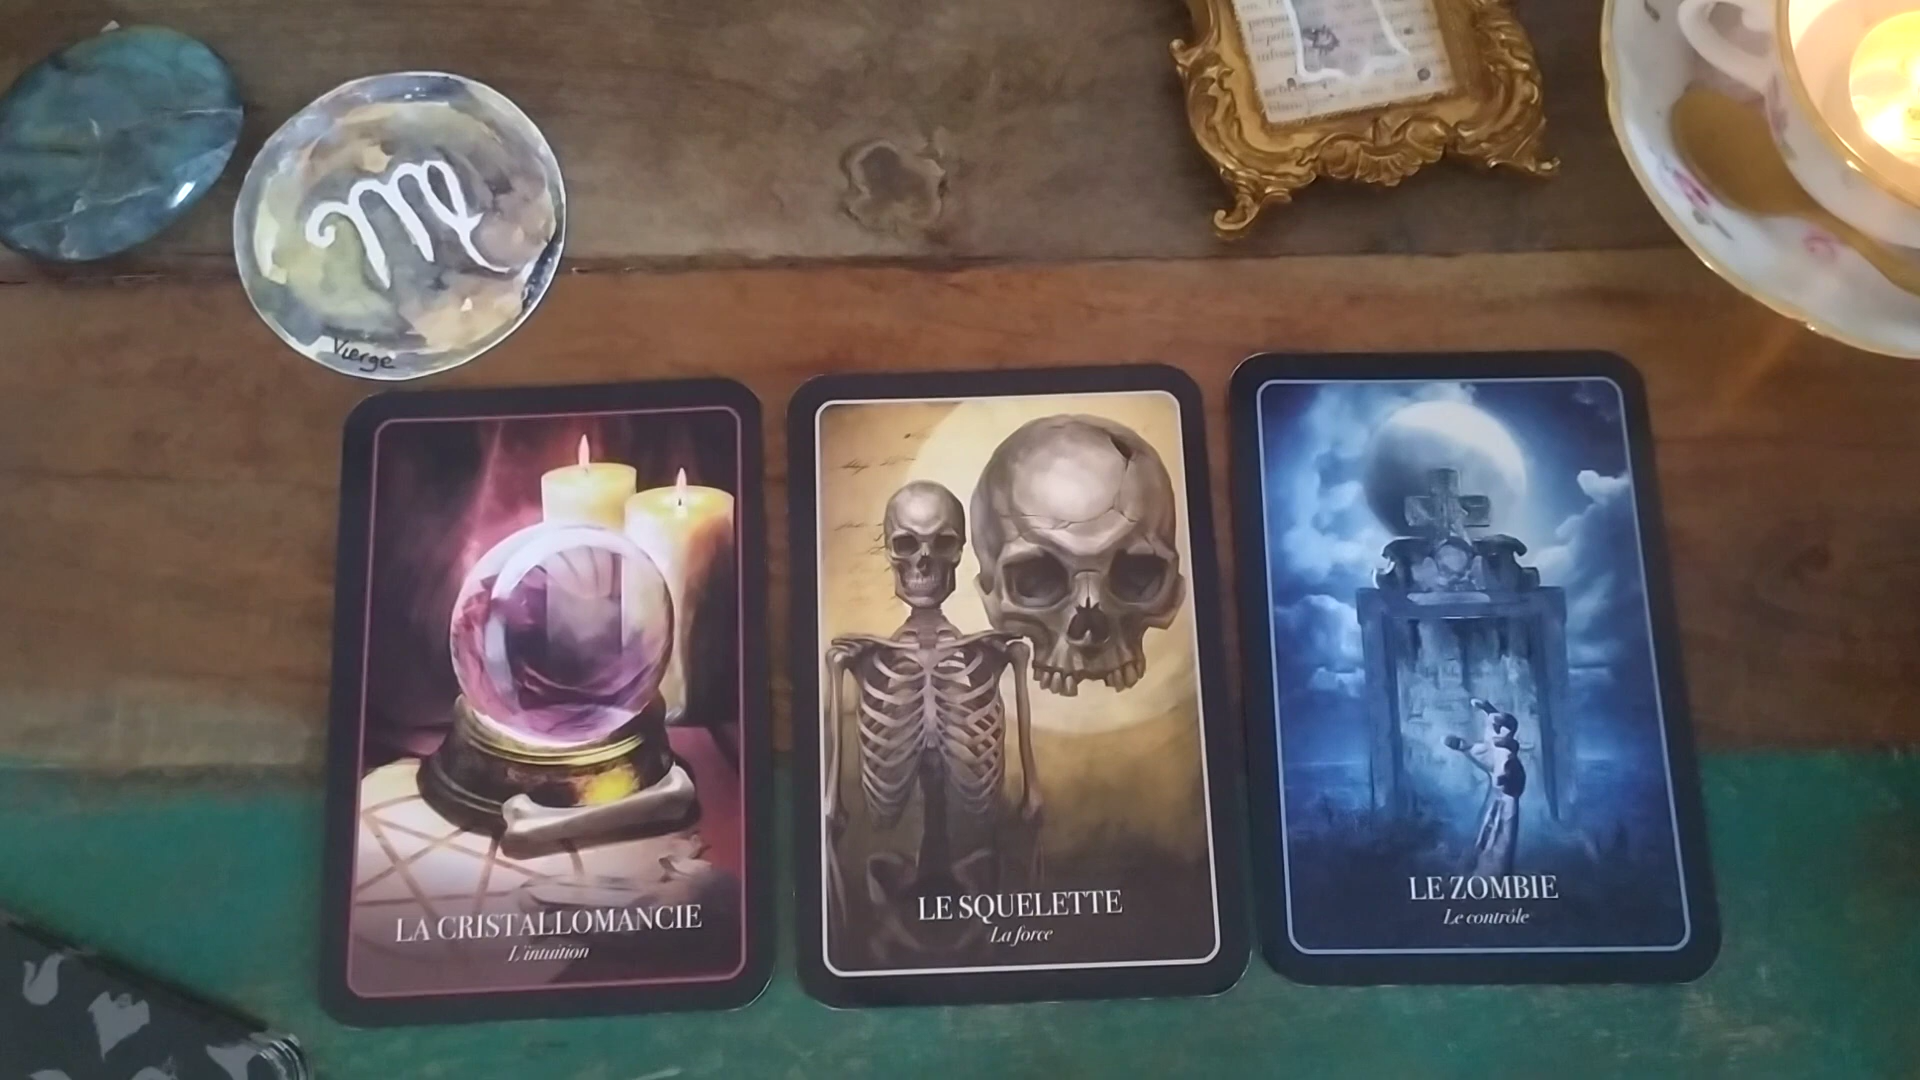 Vierge
LA CRISTALLOMANCIE
L'intuition
LE SQUELETTE
La force
LE ZOMBIE
Le contrôle